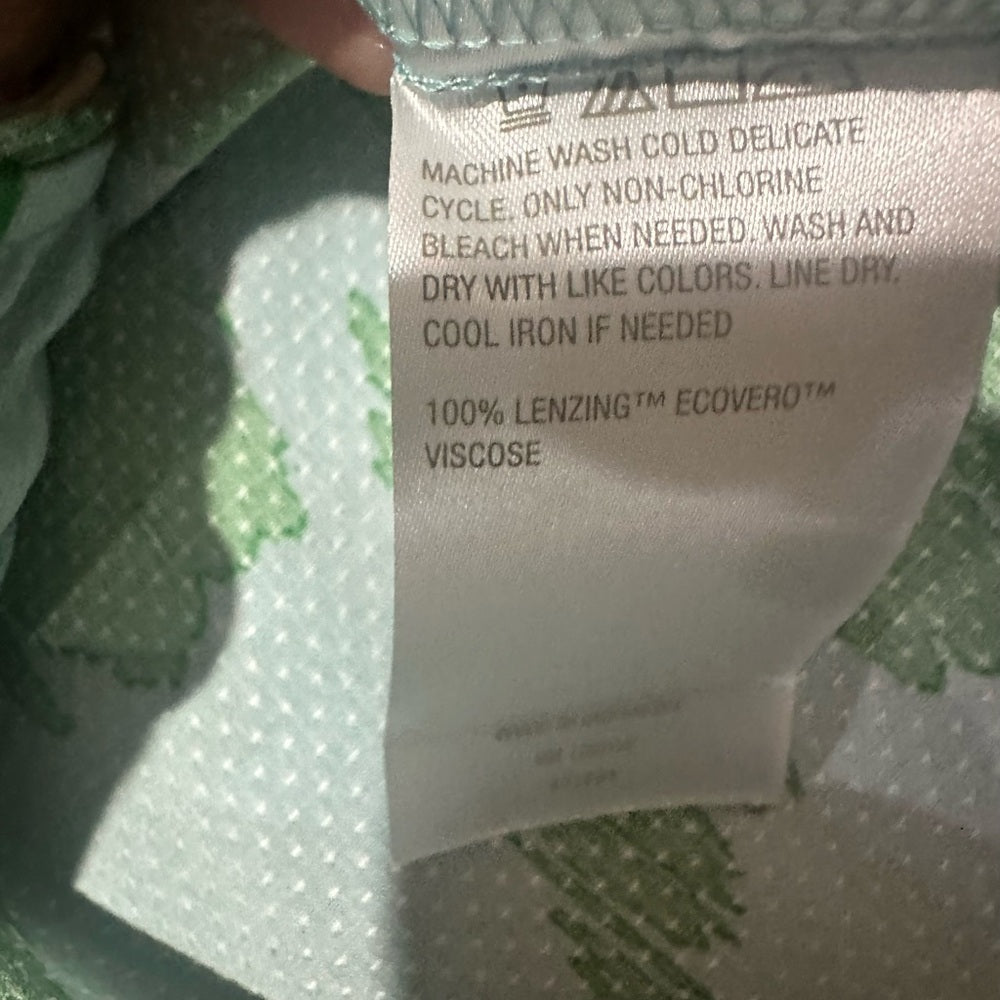 MACHINE WASH COLD DELICATE
CYCLE. ONLY NON-CHLORINE
BLEACH WHEN NEEDED. WASH AND
DRY WITH LIKE COLORS. LINE DRY.
COOL IRON IF NEEDED
100% LENZING™ ECOVERO™
VISCOSE